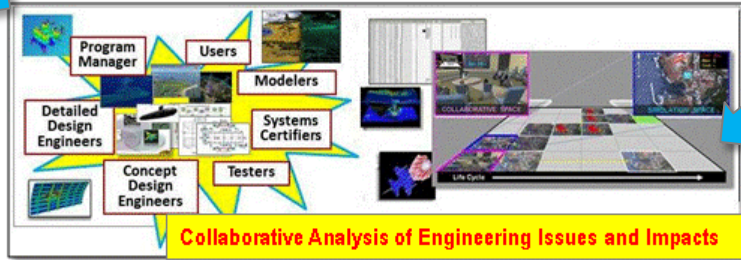 Program
Manager
Users
Modelers
Detailed
Design
Engineers
Systems
Certifiers
Concept
Design
Engineers
Testers
COLLABORATIVE SPACE
SIMULATION SPACE
Life Cycle
Collaborative Analysis of Engineering Issues and Impacts